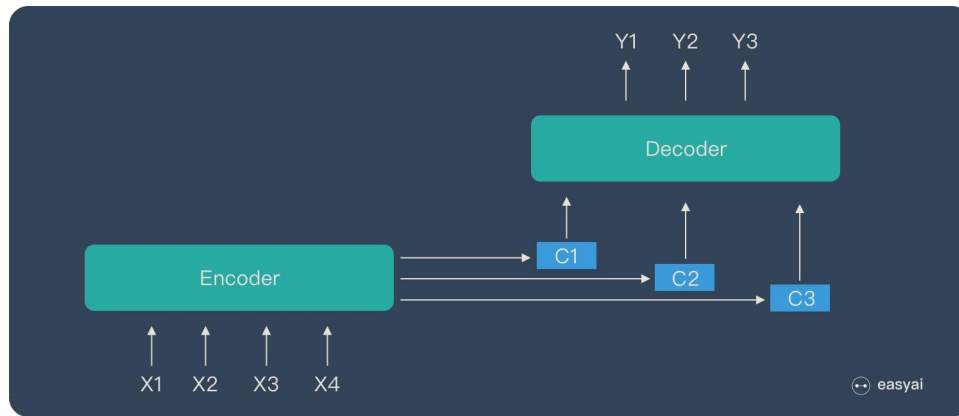 Y1 Y2 Y3
Decoder
C1
Encoder
C2
C3
X1 X2 X3 X4
easyai